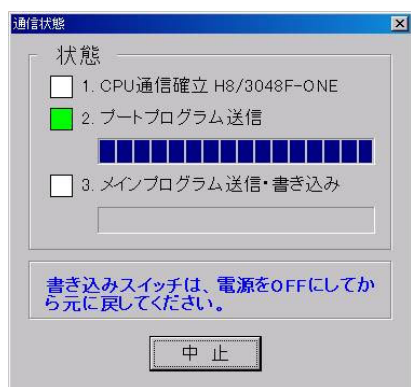 通信状態
状態
1. CPU通信確立 H8/3048F-ONE
2. ブートプログラム送信
3. メインプログラム送信・書き込み
書き込みスイッチは、電源をOFFにしてか
ら元に戻してください。
中 止